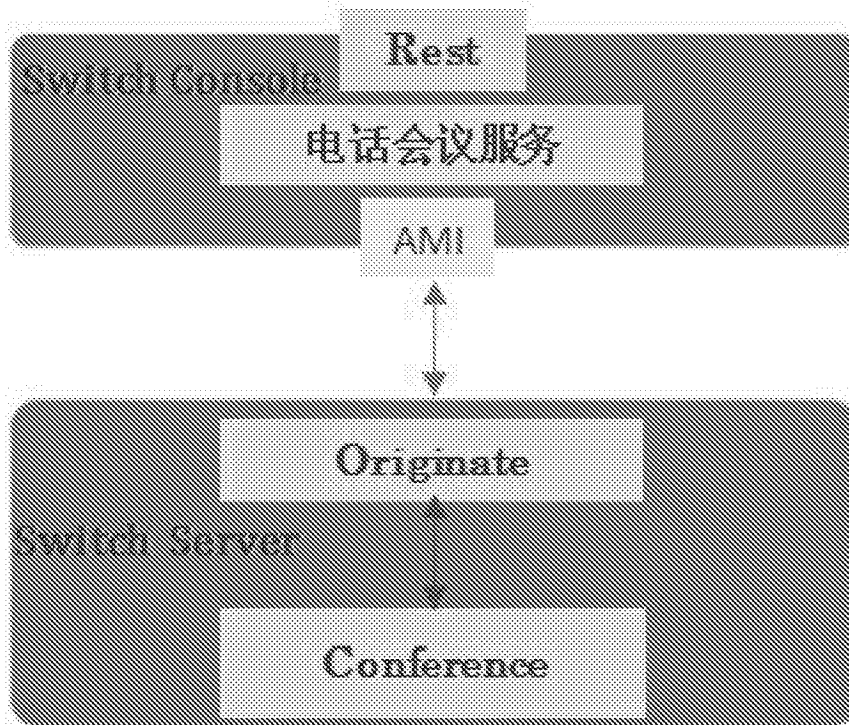 Rest
Switch Console
电话会议服务
AMI
Originate
Switch Server
Conference